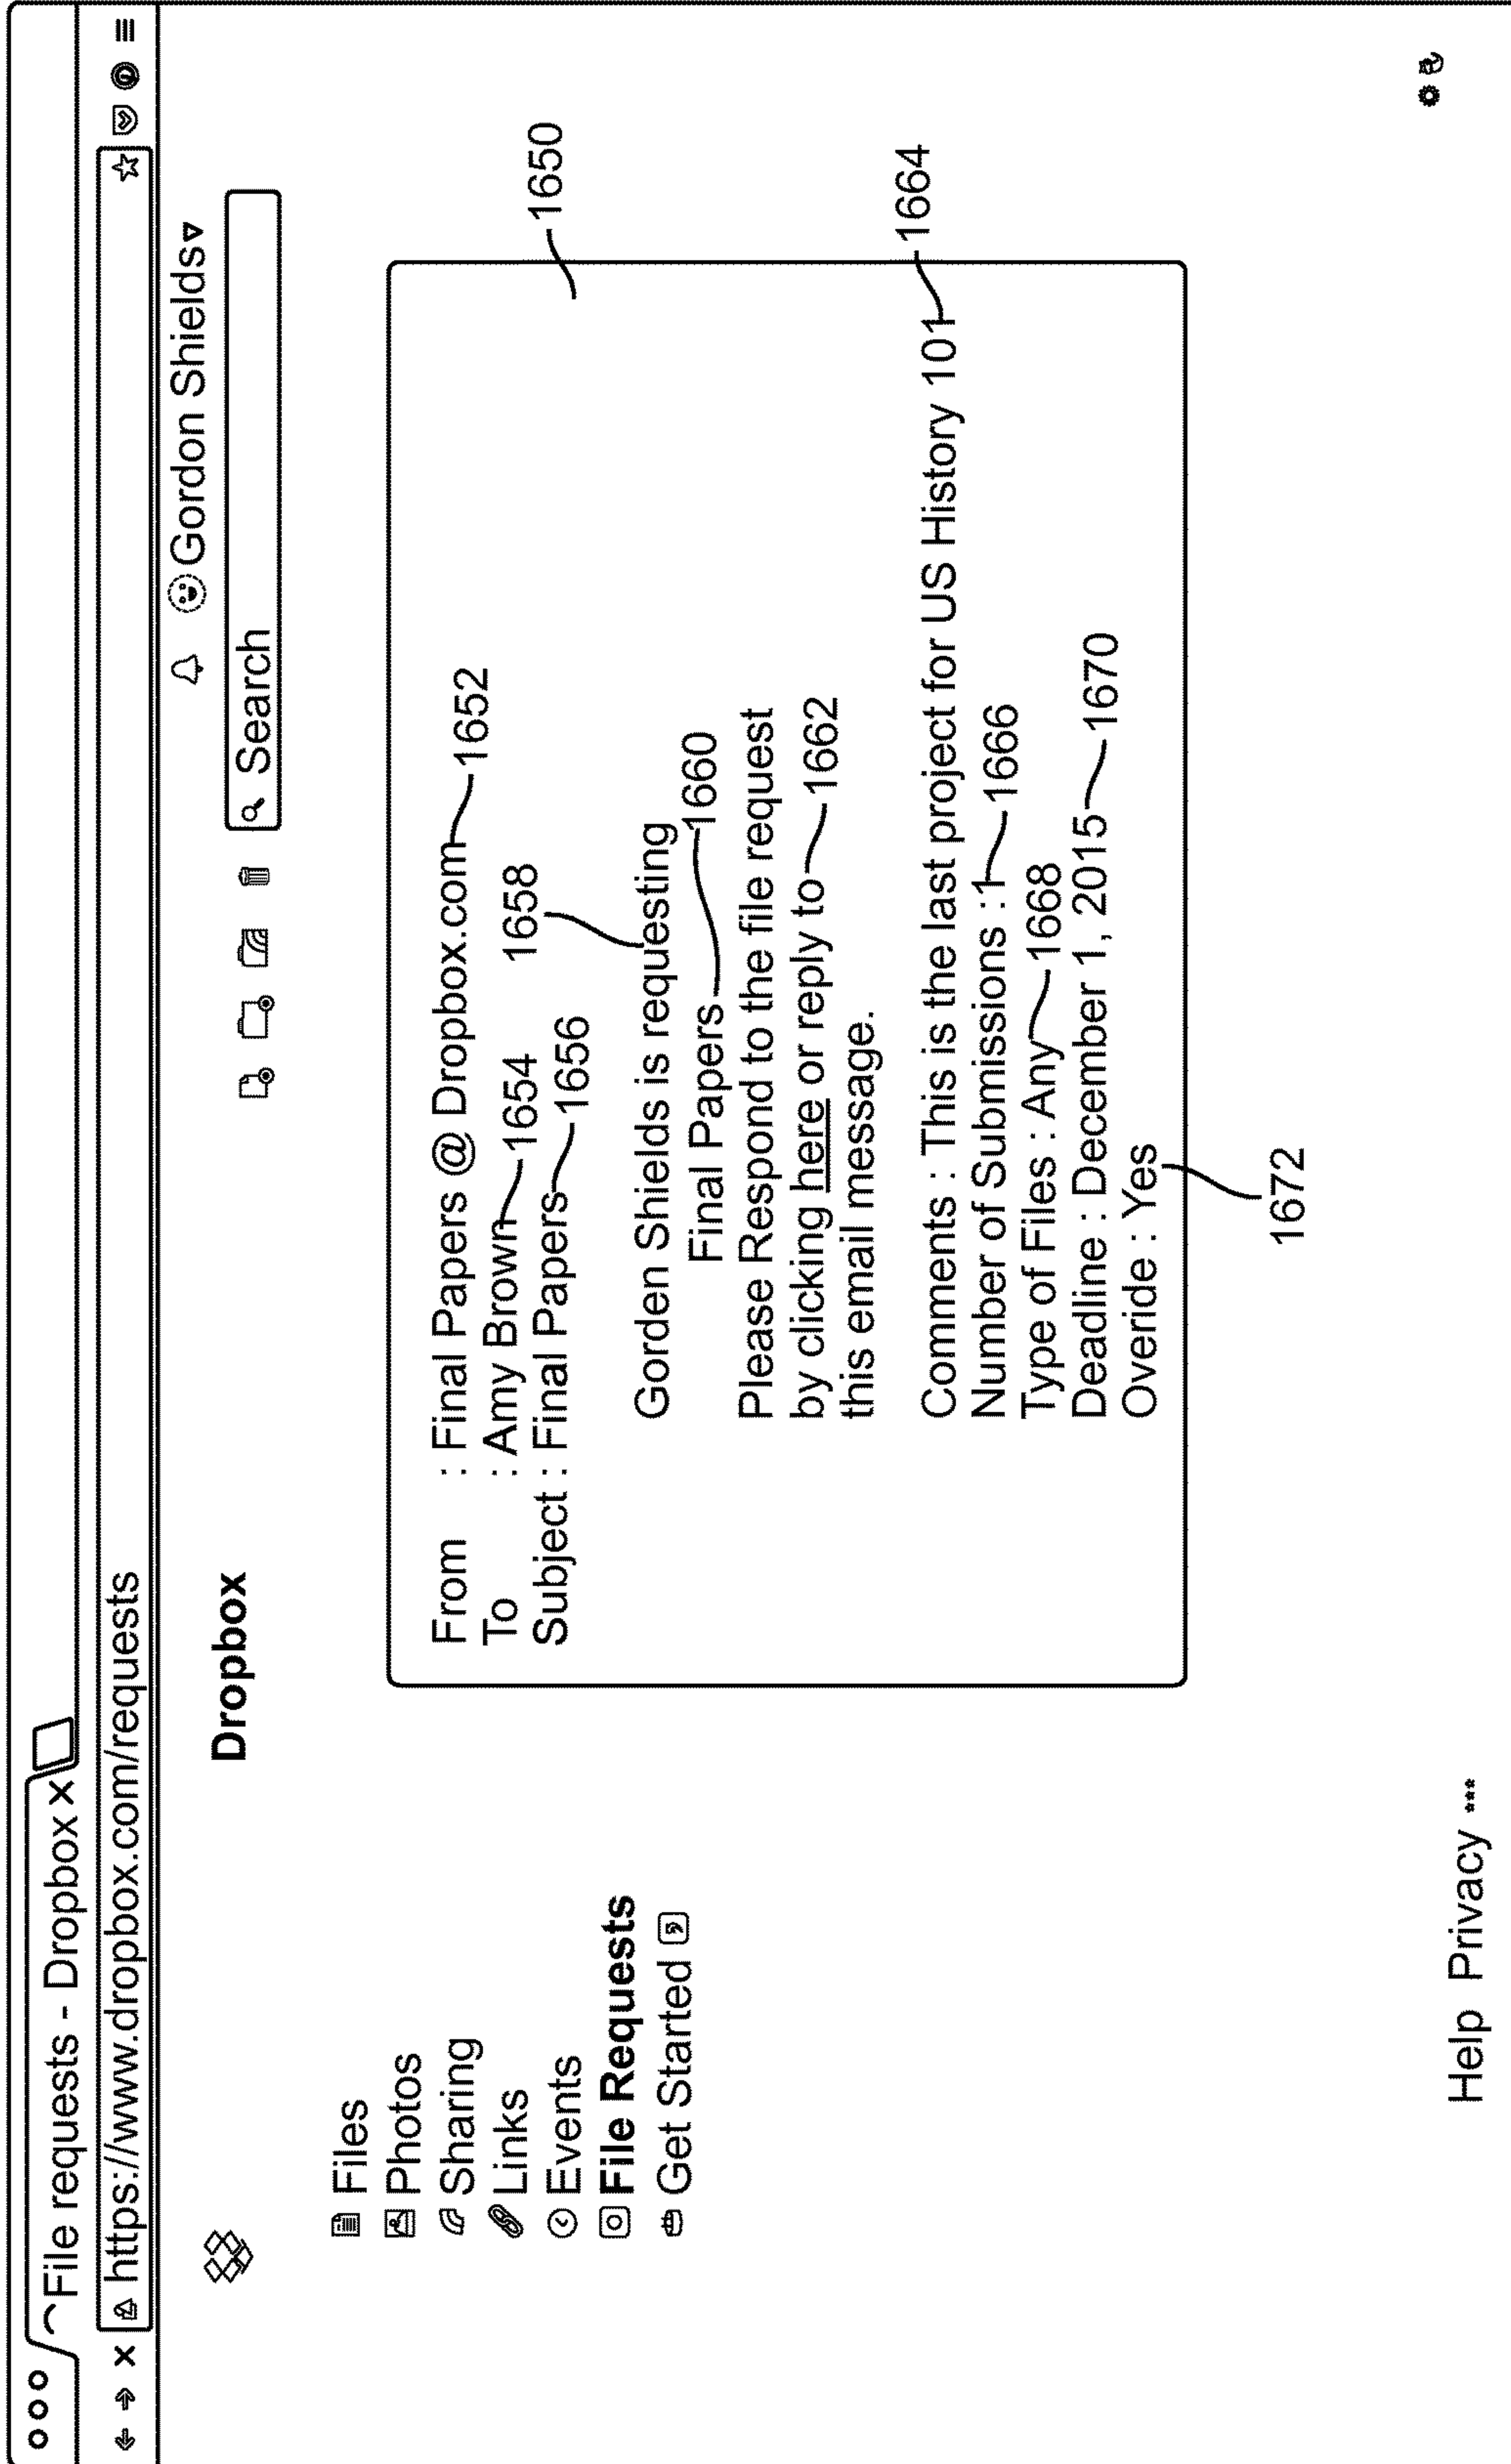 File requests - Dropbox ×
https://www.dropbox.com/requests
Gordon Shields
Dropbox
Search
Files
Photos
Sharing
Links
Events
File Requests
Get Started
1650
From : Final Papers @ Dropbox.com 1652
To : Amy Brown 1654
Subject : Final Papers 1656
1658
Gorden Shields is requesting
Final Papers 1660
Please Respond to the file request
by clicking here or reply to 1662
this email message.
Comments : This is the last project for US History 101 1664
Number of Submissions :1 1666
Type of Files : Any 1668
Deadline : December 1, 2015 1670
Overide : Yes
1672
Help Privacy ***